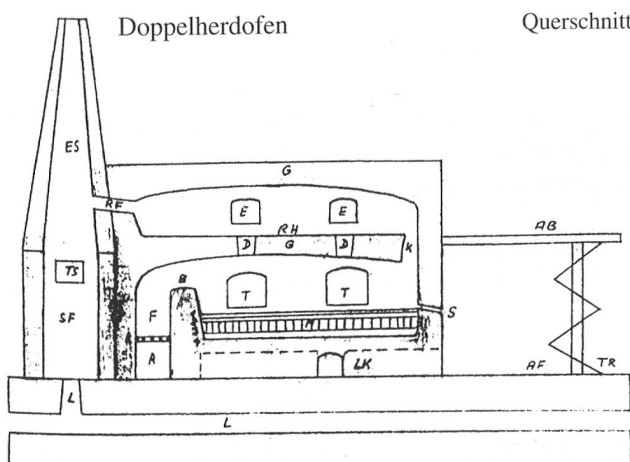 Doppelherdofen
Querschnitt
ES
G
RF
E E
RH
D G D K
AB
TS
B
T T
S
SF
F
H
R
LK
AF TR
L
L